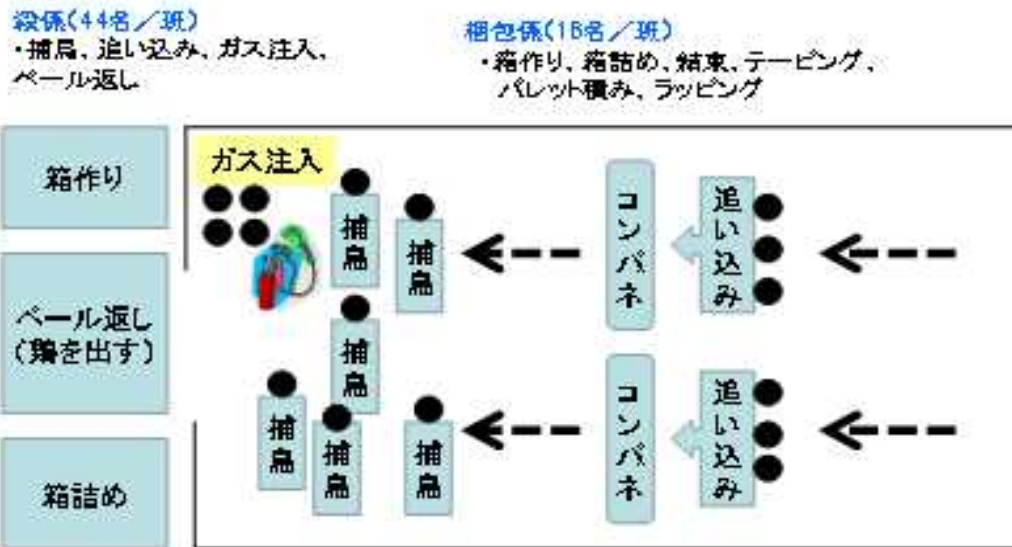 殺係(44名／班)
・捕鳥、追い込み、ガス注入、
ペール返し
梱包係(16名／班)
・箱作り、箱詰め、結束、テーピング、
パレット積み、ラッピング
箱作り
ペール返し
(鶏を出す)
箱詰め
ガス注入
捕鳥
捕鳥
捕鳥
捕鳥
捕鳥
捕鳥
コンパネ
追い込み
コンパネ
追い込み